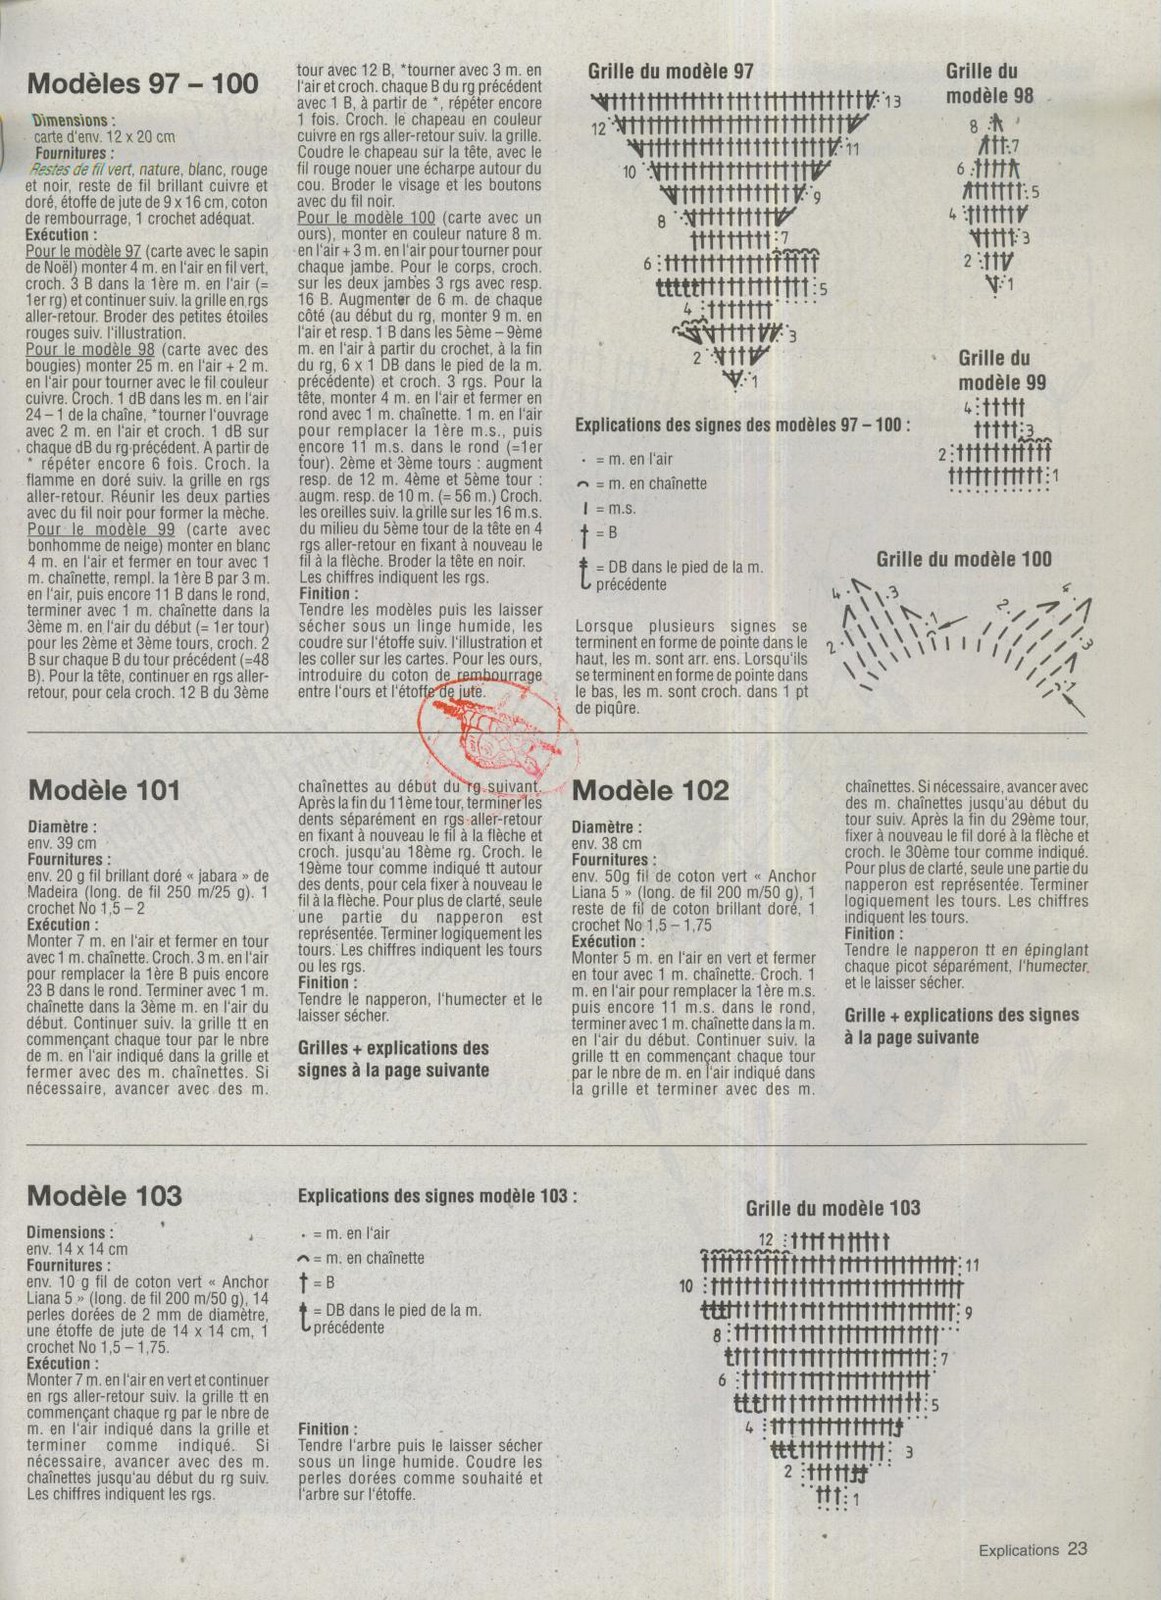 Modèles 97 – 100
Dimensions :
carte d'env. 12 x 20 cm
Fournitures :
Restes de fil vert, nature, blanc, rouge
et noir, reste de fil brillant cuivre et
doré, étoffe de jute de 9 x 16 cm, coton
de rembourrage, 1 crochet adéquat.
Exécution :
Pour le modèle 97 (carte avec le sapin
de Noël) monter 4 m. en l'air en fil vert,
croch. 3 B dans la 1ère m. en l'air (=
1er rg) et continuer suiv. la grille en rgs
aller-retour. Broder des petites étoiles
rouges suiv. l'illustration.
Pour le modèle 98 (carte avec des
bougies) monter 25 m. en l'air + 2 m.
en l'air pour tourner avec le fil couleur
cuivre. Croch. 1 dB dans les m. en l'air
24 – 1 de la chaîne, *tourner l'ouvrage
avec 2 m. en l'air et croch. 1 dB sur
chaque dB du rg précédent. A partir de
* répéter encore 6 fois. Croch. la
flamme en doré suiv. la grille en rgs
aller-retour. Réunir les deux parties
avec du fil noir pour former la mèche.
Pour le modèle 99 (carte avec
bonhomme de neige) monter en blanc
4 m. en l'air et fermer en tour avec 1
m. chaînette, rempl. la 1ère B par 3 m.
en l'air, puis encore 11 B dans le rond,
terminer avec 1 m. chaînette dans la
3ème m. en l'air du début (= 1er tour)
pour les 2ème et 3ème tours, croch. 2
B sur chaque B du tour précédent (=48
B). Pour la tête, continuer en rgs aller-
retour, pour cela croch. 12 B du 3ème
tour avec 12 B, *tourner avec 3 m. en
l'air et croch. chaque B du rg précédent
avec 1 B, à partir de *, répéter encore
1 fois. Croch. le chapeau en couleur
cuivre en rgs aller-retour suiv. la grille.
Coudre le chapeau sur la tête, avec le
fil rouge nouer une écharpe autour du
cou. Broder le visage et les boutons
avec du fil noir.
Pour le modèle 100 (carte avec un
ours), monter en couleur nature 8 m.
en l'air + 3 m. en l'air pour tourner pour
chaque jambe. Pour le corps, croch.
sur les deux jambes 3 rgs avec resp.
16 B. Augmenter de 6 m. de chaque
côté (au début du rg, monter 9 m. en
l'air et resp. 1 B dans les 5ème – 9ème
m. en l'air à partir du crochet, à la fin
du rg, 6 x 1 DB dans le pied de la m.
précédente) et croch. 3 rgs. Pour la
tête, monter 4 m. en l'air et fermer en
rond avec 1 m. chaînette. 1 m. en l'air
pour remplacer la 1ère m.s., puis
encore 11 m.s. dans le rond (=1er
tour). 2ème et 3ème tours : augment
resp. de 12 m. 4ème et 5ème tour :
augm. resp. de 10 m. (= 56 m.) Croch.
les oreilles suiv. la grille sur les 16 m.s.
du milieu du 5ème tour de la tête en 4
rgs aller-retour en fixant à nouveau le
fil à la flèche. Broder la tête en noir.
Les chiffres indiquent les rgs.
Finition :
Tendre les modèles puis les laisser
sécher sous un linge humide, les
coudre sur l'étoffe suiv. l'illustration et
les coller sur les cartes. Pour les ours,
introduire du coton de rembourrage
entre l'ours et l'étoffe de jute.
Grille du modèle 97
13
12
11
10
9
8
7
6
5
4
3
2
1
Grille du
modèle 98
8
7
6
5
4
3
2
1
Grille du
modèle 99
4
3
2
1
Explications des signes des modèles 97 – 100 :
= m. en l'air
= m. en chaînette
= m.s.
= B
= DB dans le pied de la m.
précédente
Lorsque plusieurs signes se
terminent en forme de pointe dans le
haut, les m. sont arr. ens. Lorsqu'ils
se terminent en forme de pointe dans
le bas, les m. sont croch. dans 1 pt
de piqûre.
Grille du modèle 100
4 3 1 2 4
2 3
1
Modèle 101
Diamètre :
env. 39 cm
Fournitures :
env. 20 g fil brillant doré « jabara » de
Madeira (long. de fil 250 m/25 g). 1
crochet No 1,5 – 2
Exécution :
Monter 7 m. en l'air et fermer en tour
avec 1 m. chaînette. Croch. 3 m. en l'air
pour remplacer la 1ère B puis encore
23 B dans le rond. Terminer avec 1 m.
chaînette dans la 3ème m. en l'air du
début. Continuer suiv. la grille tt en
commençant chaque tour par le nbre
de m. en l'air indiqué dans la grille et
fermer avec des m. chaînettes. Si
nécessaire, avancer avec des m.
chaînettes au début du rg suivant.
Après la fin du 11ème tour, terminer les
dents séparément en rgs aller-retour
en fixant à nouveau le fil à la flèche et
croch. jusqu'au 18ème rg. Croch. le
19ème tour comme indiqué tt autour
des dents, pour cela fixer à nouveau le
fil à la flèche. Pour plus de clarté, seule
une partie du napperon est
représentée. Terminer logiquement les
tours. Les chiffres indiquent les tours
ou les rgs.
Finition :
Tendre le napperon, l'humecter et le
laisser sécher.
Grilles + explications des
signes à la page suivante
Modèle 102
Diamètre :
env. 38 cm
Fournitures :
env. 50g fil de coton vert « Anchor
Liana 5 » (long. de fil 200 m/50 g), 1
reste de fil de coton brillant doré, 1
crochet No 1,5 – 1,75
Exécution :
Monter 5 m. en l'air en vert et fermer
en tour avec 1 m. chaînette. Croch. 1
m. en l'air pour remplacer la 1ère m.s.
puis encore 11 m.s. dans le rond,
terminer avec 1 m. chaînette dans la m.
en l'air du début. Continuer suiv. la
grille tt en commençant chaque tour
par le nbre de m. en l'air indiqué dans
la grille et terminer avec des m.
chaînettes. Si nécessaire, avancer avec
des m. chaînettes jusqu'au début du
tour suiv. Après la fin du 29ème tour,
fixer à nouveau le fil doré à la flèche et
croch. le 30ème tour comme indiqué.
Pour plus de clarté, seule une partie du
napperon est représentée. Terminer
logiquement les tours. Les chiffres
indiquent les tours.
Finition :
Tendre le napperon tt en épinglant
chaque picot séparément, l'humecter,
et le laisser sécher.
Grille + explications des signes
à la page suivante
Modèle 103
Dimensions :
env. 14 x 14 cm
Fournitures :
env. 10 g fil de coton vert « Anchor
Liana 5 » (long. de fil 200 m/50 g), 14
perles dorées de 2 mm de diamètre,
une étoffe de jute de 14 x 14 cm, 1
crochet No 1,5 – 1,75.
Exécution :
Monter 7 m. en l'air en vert et continuer
en rgs aller-retour suiv. la grille tt en
commençant chaque rg par le nbre de
m. en l'air indiqué dans la grille et
terminer comme indiqué. Si
nécessaire, avancer avec des m.
chaînettes jusqu'au début du rg suiv.
Les chiffres indiquent les rgs.
Explications des signes modèle 103 :
= m. en l'air
= m. en chaînette
= B
= DB dans le pied de la m.
précédente
Finition :
Tendre l'arbre puis le laisser sécher
sous un linge humide. Coudre les
perles dorées comme souhaité et
l'arbre sur l'étoffe.
Grille du modèle 103
12
11
10
9
8
7
6
5
4
3
2
1
Explications 23